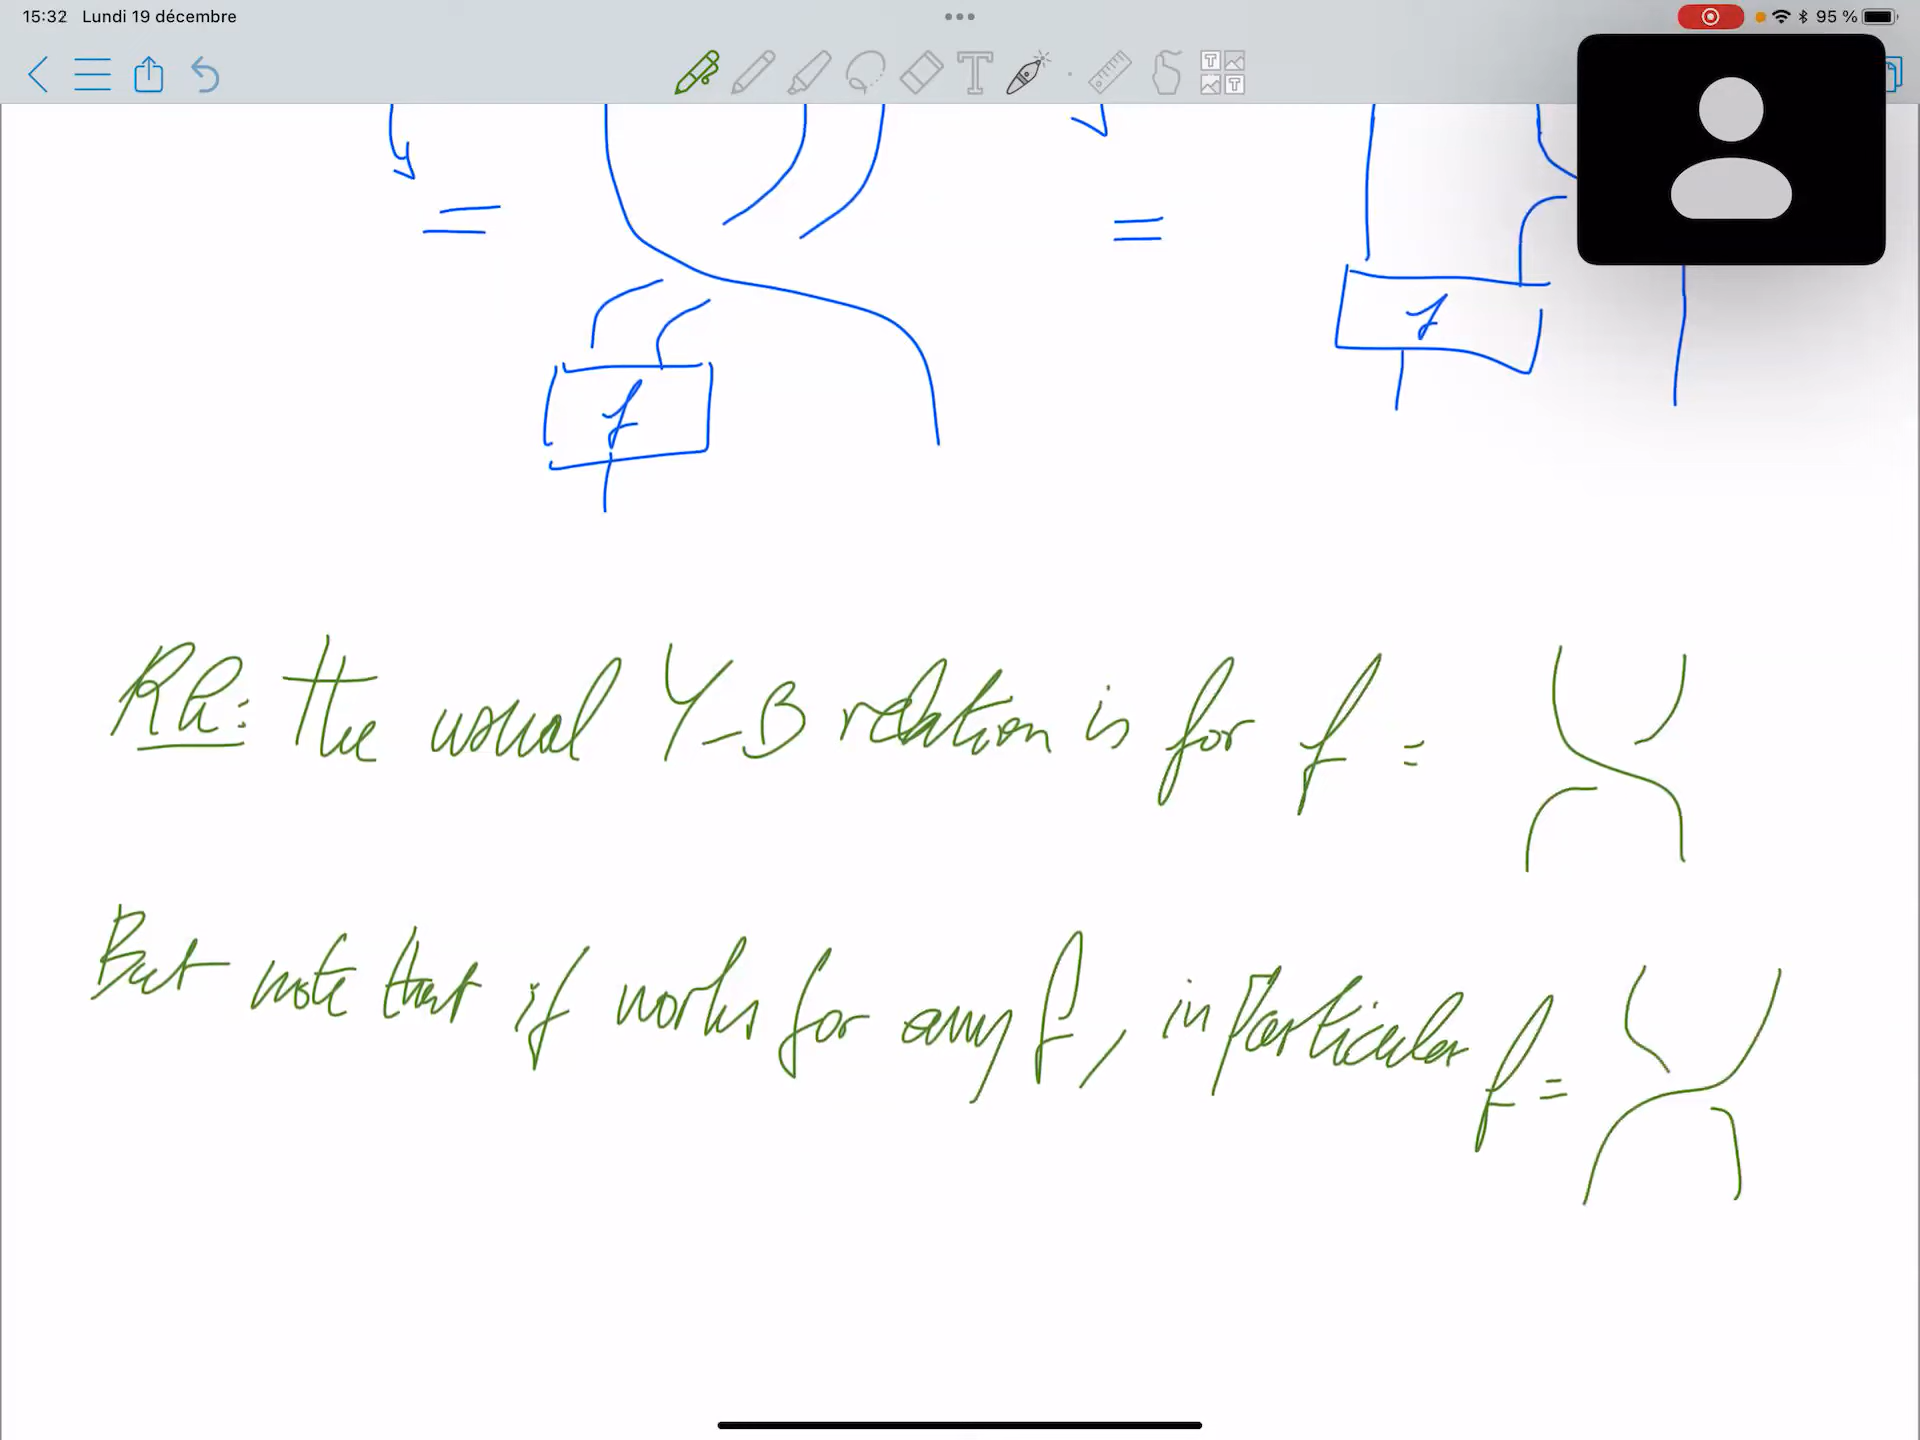 15:32 Lundi 19 décembre
95 %
=
=
f
f
Rk: the usual Y-B relation is for f =
But note that it works for any f, in particular f =